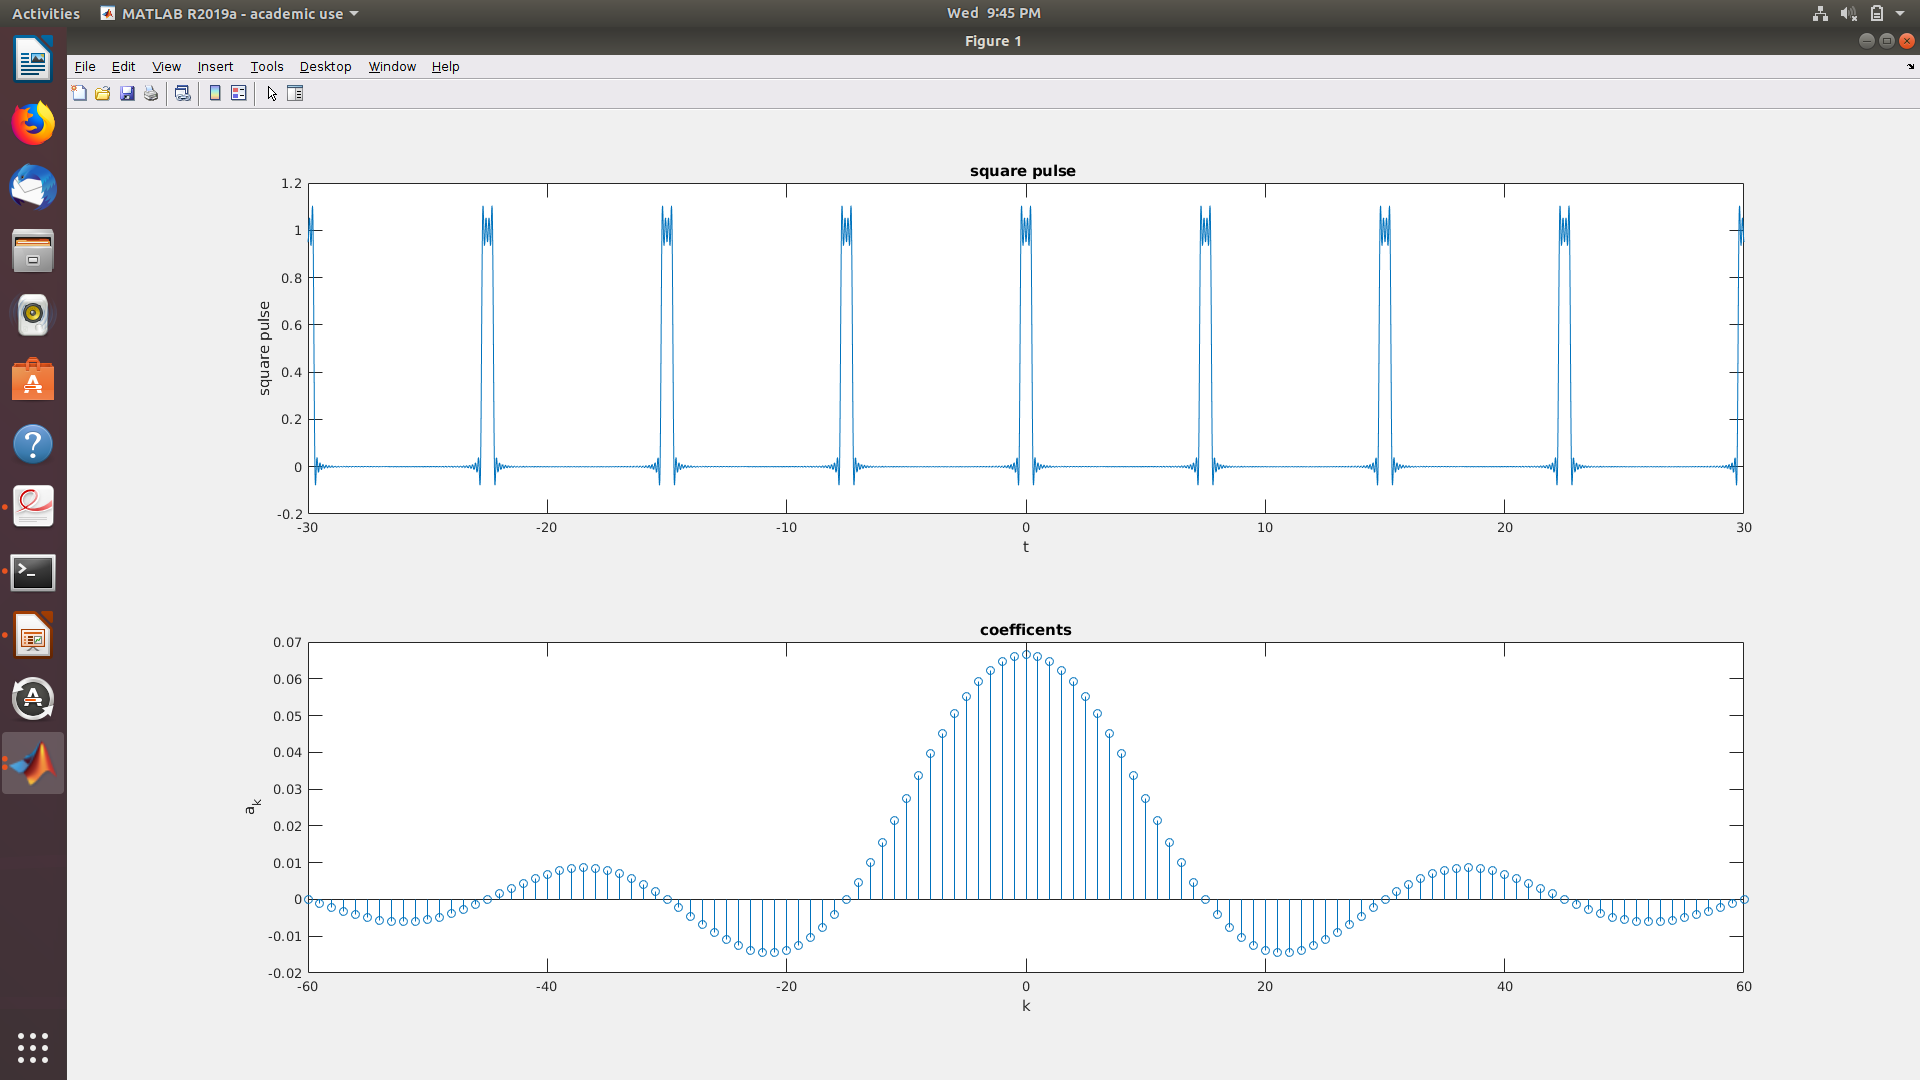 Activities MATLAB R2019a - academic use Wed 9:45 PM
Figure 1
File Edit View Insert Tools Desktop Window Help
square pulse
1.2
1
0.8
0.6
0.4
0.2
0
-0.2
square pulse
-30 -20 -10 0 10 20 30
t
coefficents
0.07
0.06
0.05
0.04
0.03
0.02
0.01
0
-0.01
-0.02
a_k
-60 -40 -20 0 20 40 60
k